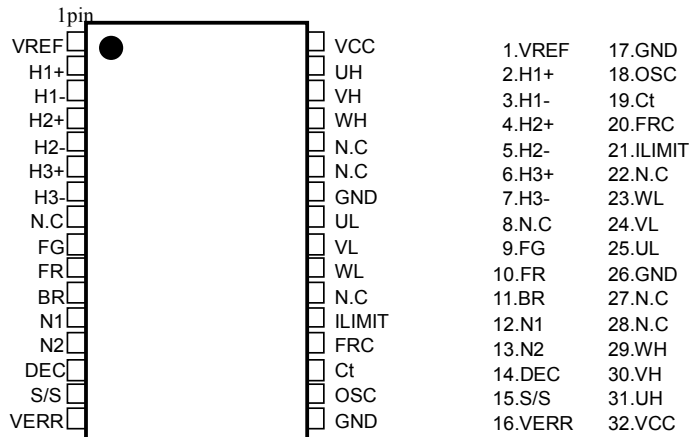 1pin
VREF VCC
H1+ UH
H1- VH
H2+ WH
H2- N.C
H3+ N.C
H3- GND
N.C UL
FG VL
FR WL
BR N.C
N1 ILIMIT
N2 FRC
DEC Ct
S/S OSC
VERR GND
1.VREF 17.GND
2.H1+ 18.OSC
3.H1- 19.Ct
4.H2+ 20.FRC
5.H2- 21.ILIMIT
6.H3+ 22.N.C
7.H3- 23.WL
8.N.C 24.VL
9.FG 25.UL
10.FR 26.GND
11.BR 27.N.C
12.N1 28.N.C
13.N2 29.WH
14.DEC 30.VH
15.S/S 31.UH
16.VERR 32.VCC